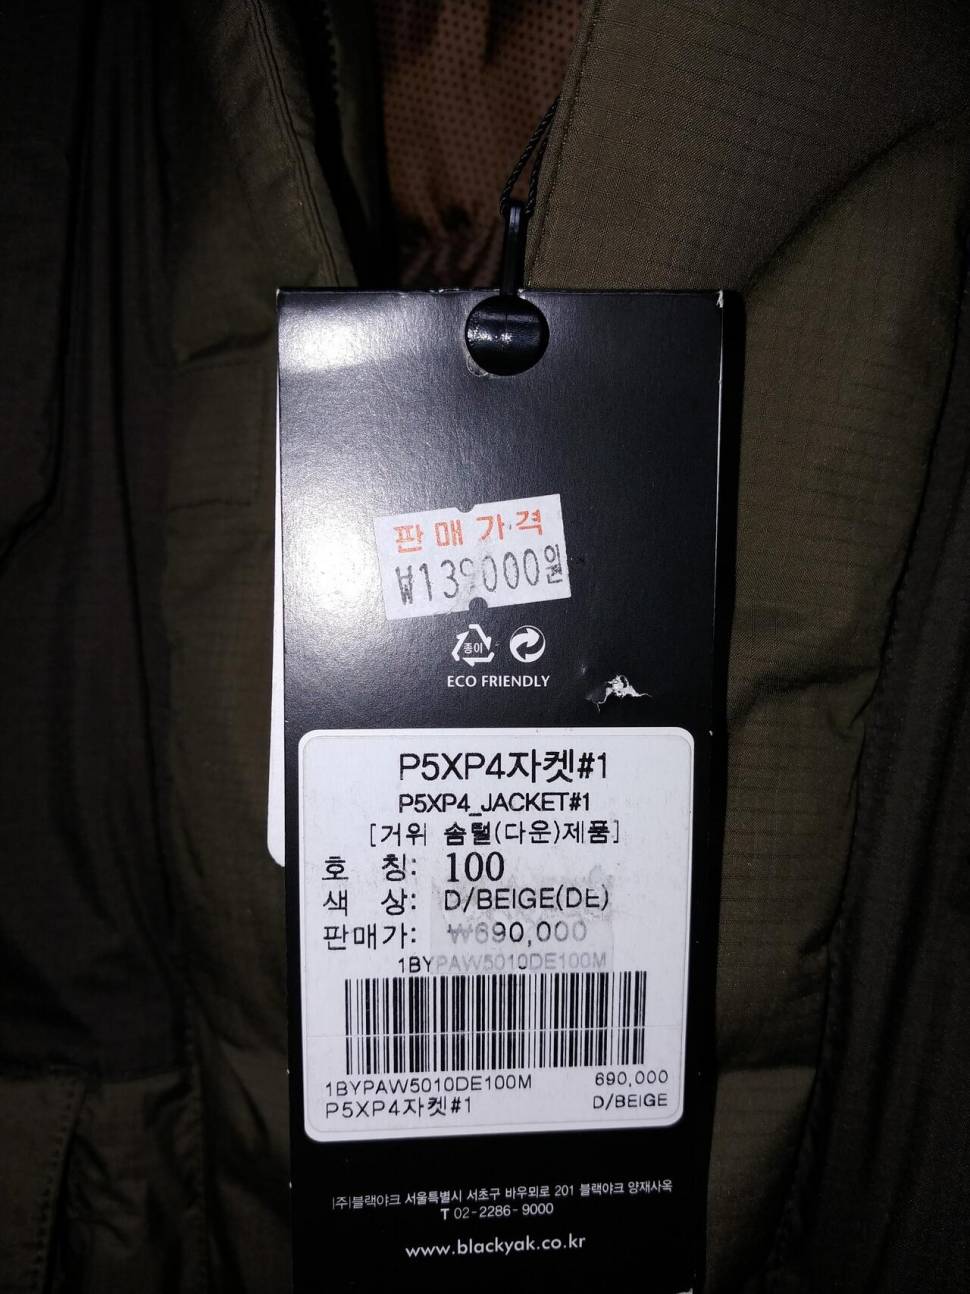 판매가격
₩139000원
종이
ECO FRIENDLY
P5XP4자켓#1
P5XP4_JACKET#1
[거위 솜털(다운)제품]
호 칭: 100
색 상: D/BEIGE(DE)
판매가: ₩690,000
1BYPAW5010DE100M
1BYPAW5010DE100M 690,000
P5XP4자켓#1 D/BEIGE
(주)블랙야크 서울특별시 서초구 바우뫼로 201 블랙야크 양재사옥
T 02-2286-9000
www.blackyak.co.kr